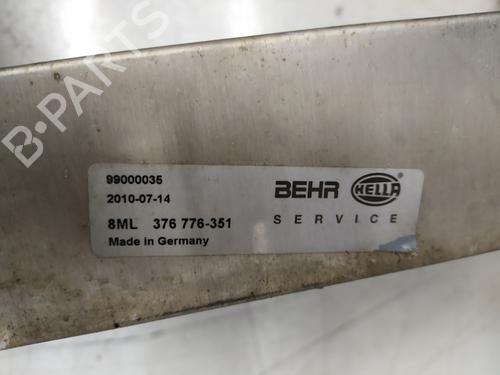 B-PARTS
99000035
2010-07-14
8ML 376 776-351
Made in Germany
BEHR HELLA
SERVICE